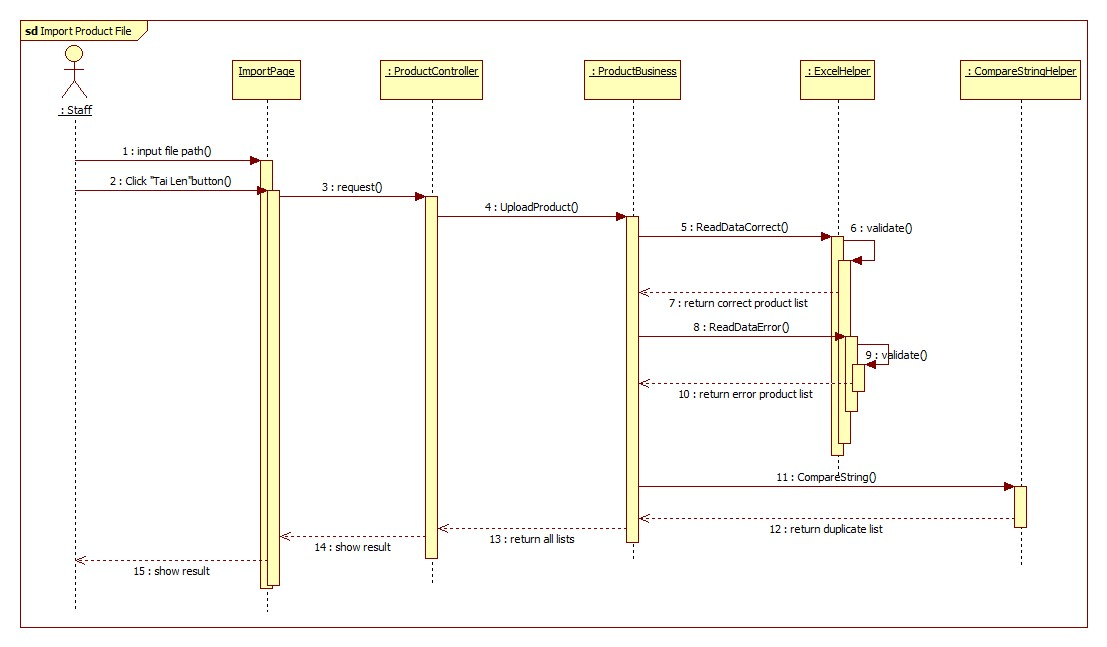 sd Import Product File
: Staff
ImportPage
: ProductController
: ProductBusiness
: ExcelHelper
: CompareStringHelper
1 : input file path()
2 : Click "Tai Len"button()
3 : request()
4 : UploadProduct()
5 : ReadDataCorrect()
6 : validate()
7 : return correct product list
8 : ReadDataError()
9 : validate()
10 : return error product list
11 : CompareString()
12 : return duplicate list
13 : return all lists
14 : show result
15 : show result